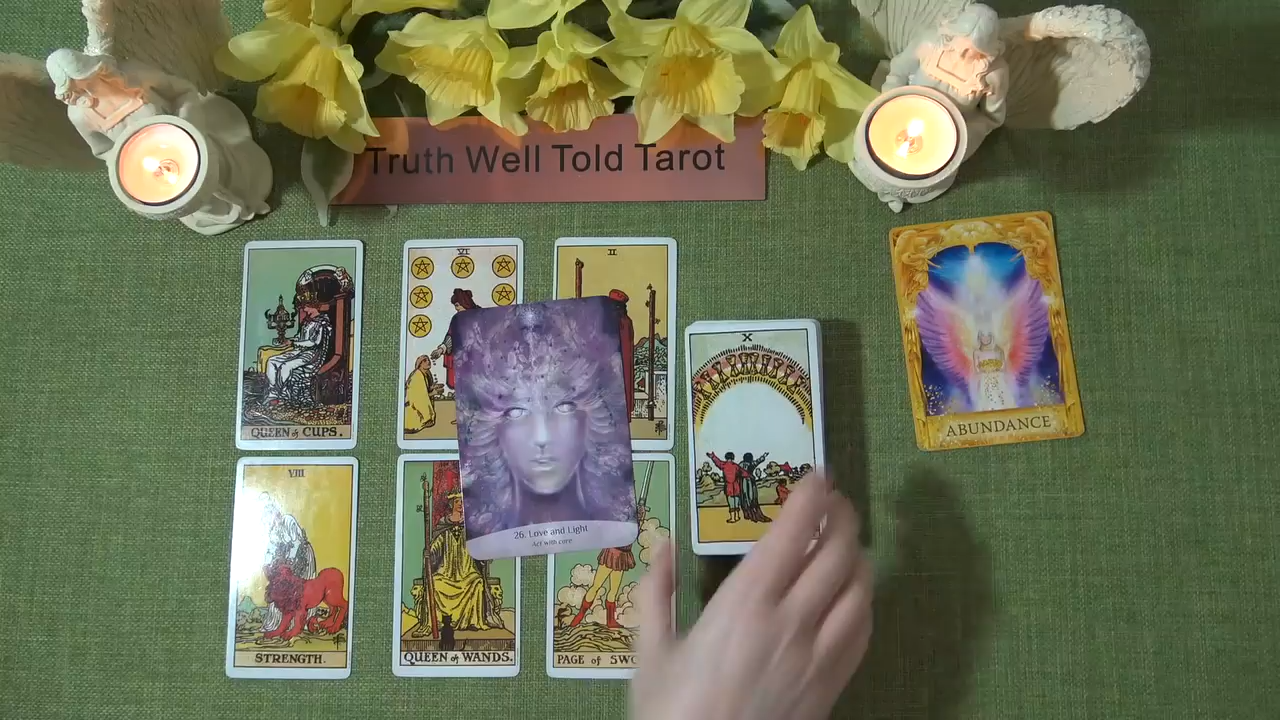 Truth Well Told Tarot
VI
II
X
QUEEN of CUPS.
ABUNDANCE
VIII
26. Love and Light
Act with care
STRENGTH.
QUEEN of WANDS.
PAGE of SWO